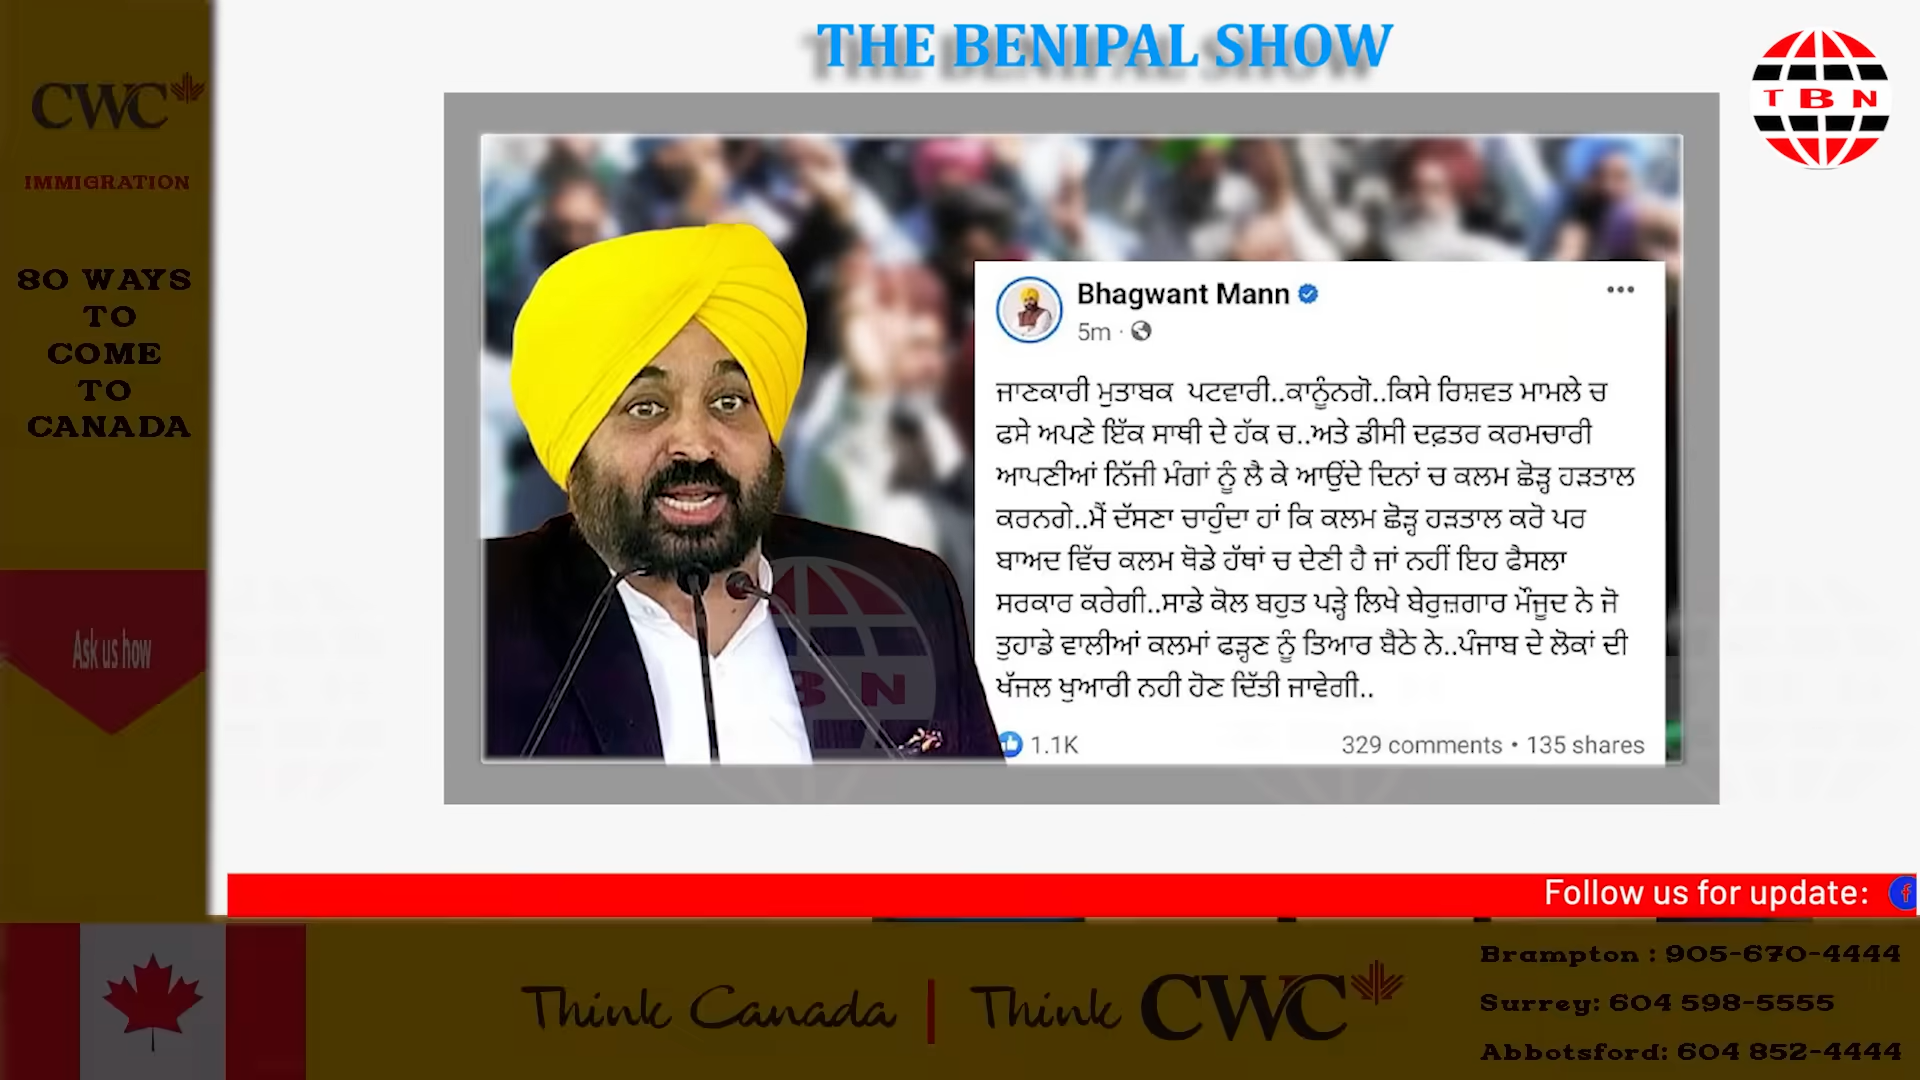 THE BENIPAL SHOW
TBN
CWC
IMMIGRATION
80 WAYS
TO
COME
TO
CANADA
Ask us how
Bhagwant Mann
5m ·
ਜਾਣਕਾਰੀ ਮੁਤਾਬਕ ਪਟਵਾਰੀ..ਕਾਨੂੰਨਗੋ..ਕਿਸੇ ਰਿਸ਼ਵਤ ਮਾਮਲੇ ਚ
ਫਸੇ ਅਪਣੇ ਇੱਕ ਸਾਥੀ ਦੇ ਹੱਕ ਚ..ਅਤੇ ਡੀਸੀ ਦਫ਼ਤਰ ਕਰਮਚਾਰੀ
ਆਪਣੀਆਂ ਨਿੱਜੀ ਮੰਗਾਂ ਨੂੰ ਲੈ ਕੇ ਆਉਂਦੇ ਦਿਨਾਂ ਚ ਕਲਮ ਛੋੜ੍ਹ ਹੜਤਾਲ
ਕਰਨਗੇ..ਮੈਂ ਦੱਸਣਾ ਚਾਹੁੰਦਾ ਹਾਂ ਕਿ ਕਲਮ ਛੋੜ੍ਹ ਹੜਤਾਲ ਕਰੋ ਪਰ
ਬਾਅਦ ਵਿੱਚ ਕਲਮ ਥੋਡੇ ਹੱਥਾਂ ਚ ਦੇਣੀ ਹੈ ਜਾਂ ਨਹੀਂ ਇਹ ਫੈਸਲਾ
ਸਰਕਾਰ ਕਰੇਗੀ..ਸਾਡੇ ਕੋਲ ਬਹੁਤ ਪੜ੍ਹੇ ਲਿਖੇ ਬੇਰੁਜ਼ਗਾਰ ਮੌਜੂਦ ਨੇ ਜੋ
ਤੁਹਾਡੇ ਵਾਲੀਆਂ ਕਲਮਾਂ ਫੜ੍ਹਣ ਨੂੰ ਤਿਆਰ ਬੈਠੇ ਨੇ..ਪੰਜਾਬ ਦੇ ਲੋਕਾਂ ਦੀ
ਖੱਜਲ ਖੁਆਰੀ ਨਹੀ ਹੋਣ ਦਿੱਤੀ ਜਾਵੇਗੀ..
1.1K 329 comments • 135 shares
Follow us for update:
Think Canada | Think CWC
Brampton : 905-670-4444
Surrey: 604 598-5555
Abbotsford: 604 852-4444